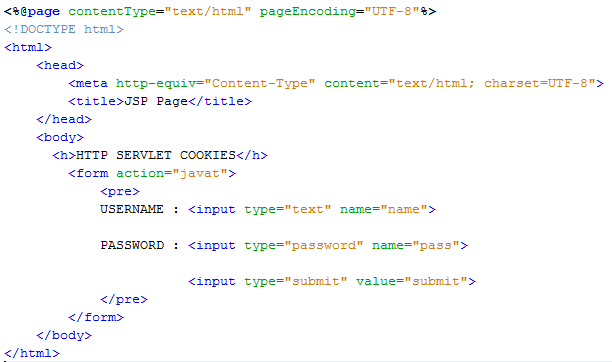 <%@page contentType="text/html" pageEncoding="UTF-8"%>
<!DOCTYPE html>
<html>
    <head>
        <meta http-equiv="Content-Type" content="text/html; charset=UTF-8">
        <title>JSP Page</title>
    </head>
    <body>
      <h>HTTP SERVLET COOKIES</h>
        <form action="javat">
            <pre>
            USERNAME : <input type="text" name="name">
            PASSWORD : <input type="password" name="pass">
                       <input type="submit" value="submit">
            </pre>
        </form>
    </body>
</html>